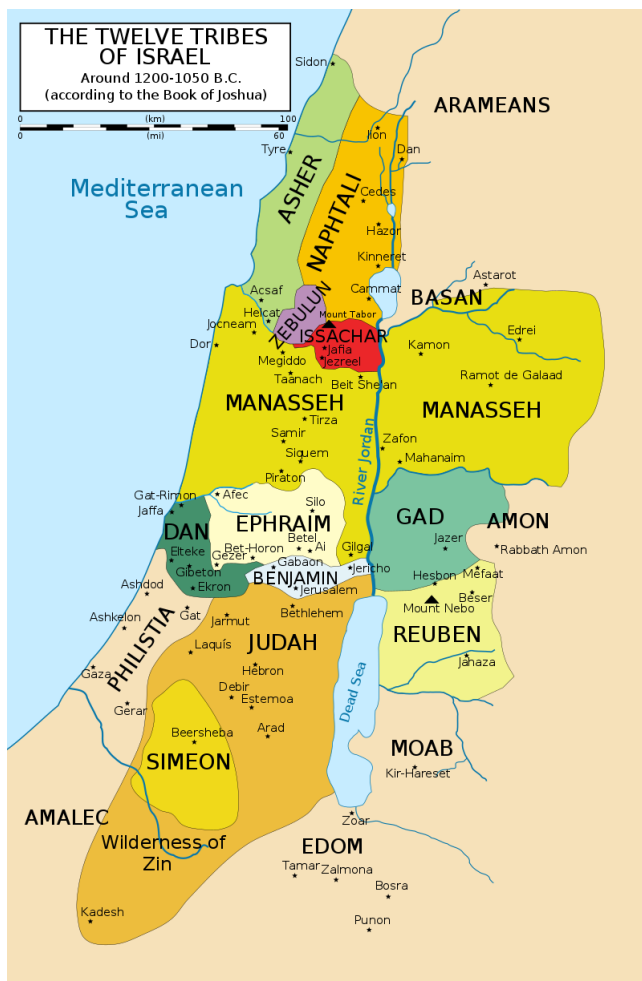 THE TWELVE TRIBES
OF ISRAEL
Around 1200-1050 B.C.
(according to the Book of Joshua)
0 (km) 100
0 (mi) 60
Sidon
ARAMEANS
Ilon
Tyre
Dan
Mediterranean
Sea
ASHER
NAPHTALI
Cedes
Hazor
Kinneret
Astarot
Acsaf
Cammat
BASAN
Helcat
ZEBULUN
Mount Tabor
Jocneam
ISSACHAR
Edrei
Dor
Jafia
Kamon
Megiddo
Jezreel
Taanach
Beit Shelan
Ramot de Galaad
MANASSEH
MANASSEH
Tirza
Samir
River Jordan
Zafon
Siquem
Mahanaim
Piraton
Gat-Rimon
Afec
Jaffa
Silo
DAN
EPHRAIM
GAD
AMON
Betel
Jazer
Elteke
Bet-Horon
Ai
Gilgal
Rabbath Amon
Gezer
Gabaon
Jericho
Gibeton
BENJAMIN
Hesbon
Mefaat
Ashdod
Ekron
Jerusalem
Beser
Gat
Bethlehem
Mount Nebo
Ashkelon
Jarmut
PHILISTIA
JUDAH
REUBEN
Laquís
Jahaza
Gaza
Hebron
Debir
Estemoa
Dead Sea
Gerar
Arad
Beersheba
MOAB
SIMEON
Kir-Hareset
AMALEC
Zoar
Wilderness of
Zin
EDOM
Tamar
Zalmona
Bosra
Kadesh
Punon